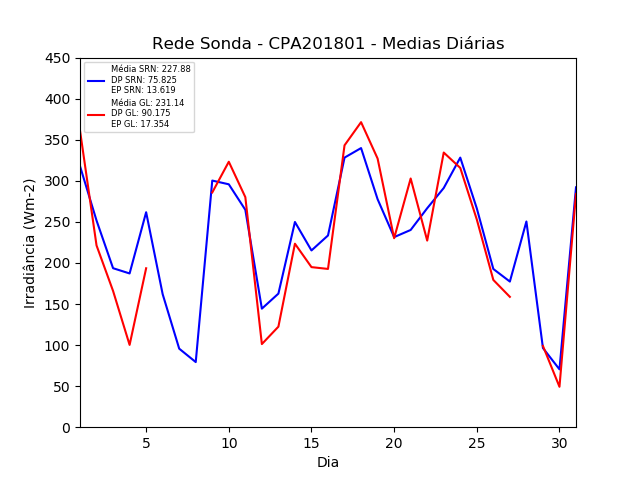 Rede Sonda - CPA201801 - Medias Diárias
Média SRN: 227.88
DP SRN: 75.825
EP SRN: 13.619
Média GL: 231.14
DP GL: 90.175
EP GL: 17.354
Irradiância (Wm-2)
450
400
350
300
250
200
150
100
50
0
5 10 15 20 25 30
Dia